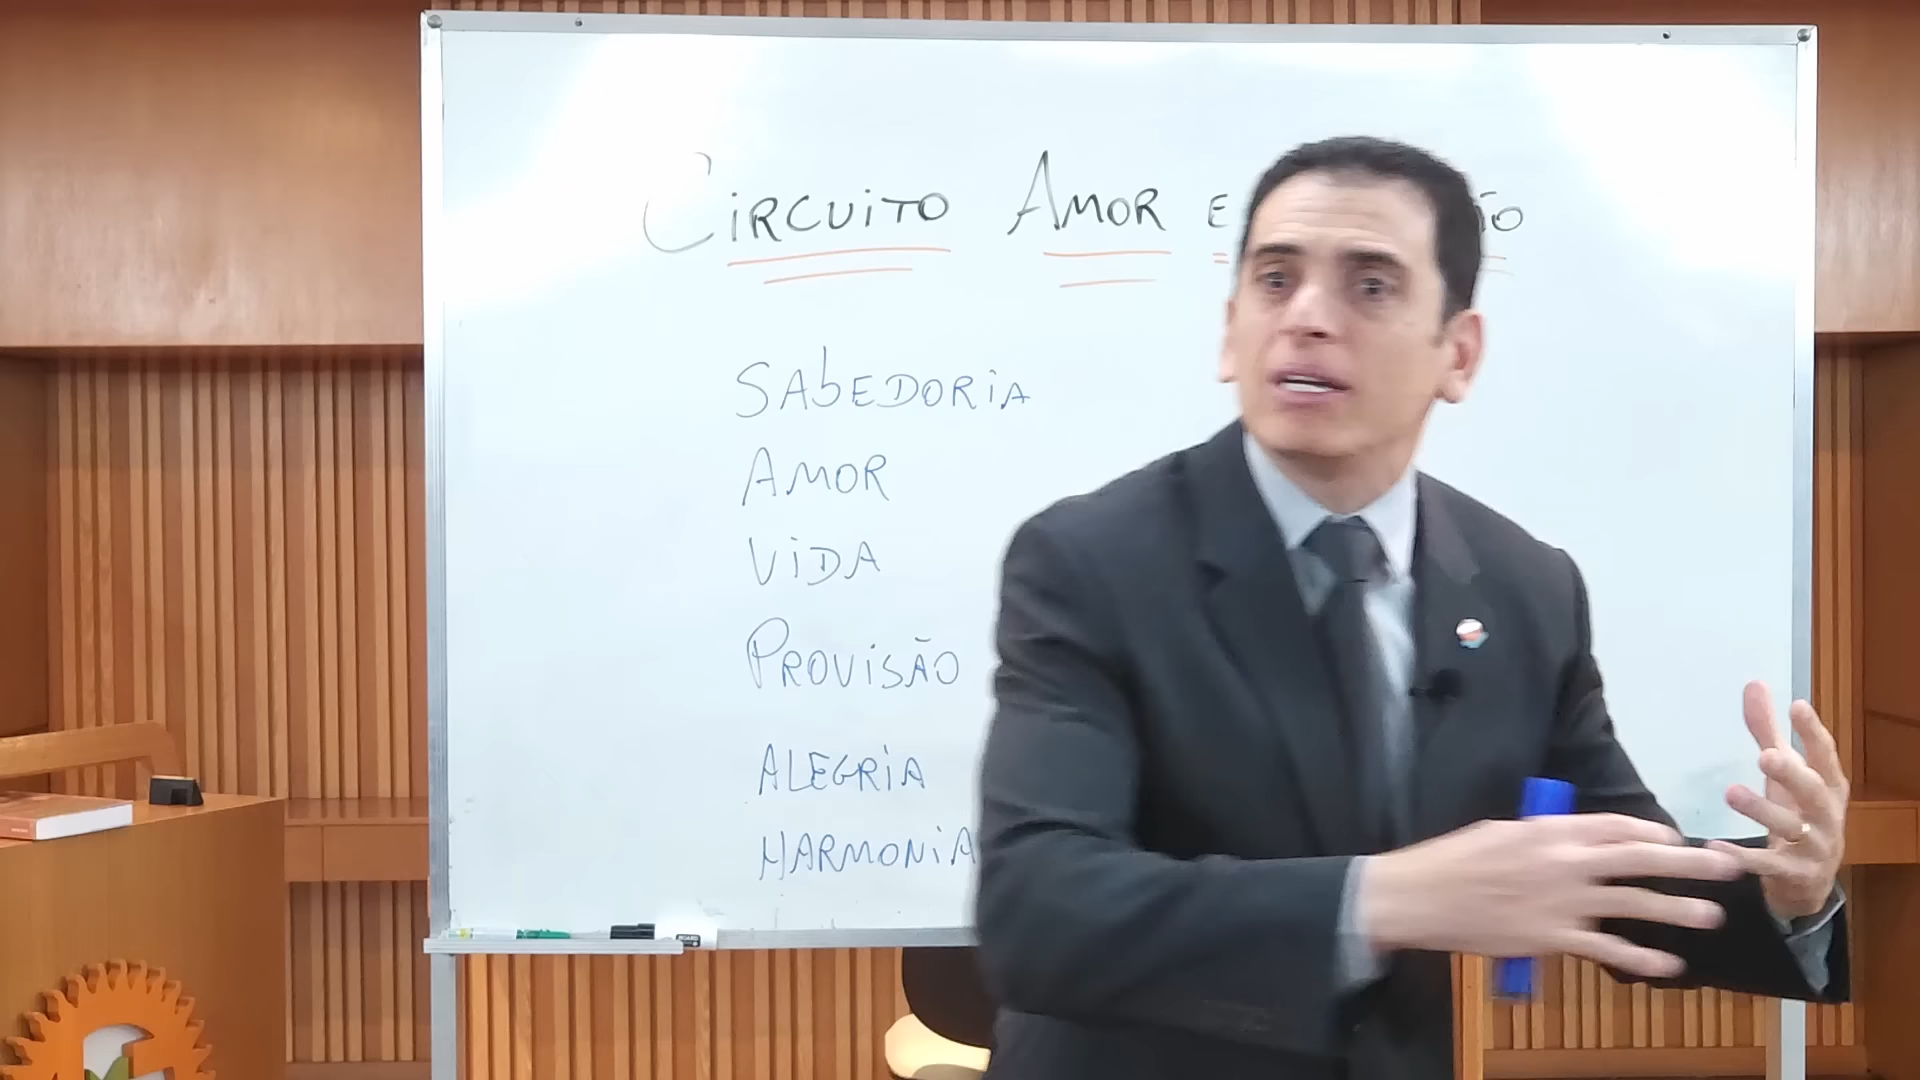 CiRCUiTO AMOR E
SAbEDORiA
AMOR
ViDA
PROViSÃO
ALEGRiA
HARMONiA